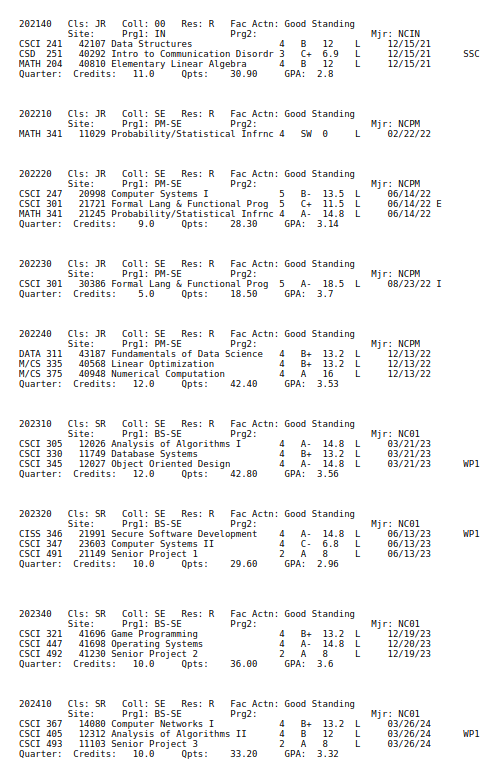 202140 Cls: JR Coll: 00 Res: R Fac Actn: Good Standing
Site: Prg1: IN Prg2: Mjr: NCIN
CSCI 241 42107 Data Structures 4 B 12 L 12/15/21
CSD 251 40292 Intro to Communication Disordr 3 C+ 6.9 L 12/15/21 SSC
MATH 204 40810 Elementary Linear Algebra 4 B 12 L 12/15/21
Quarter: Credits: 11.0 Qpts: 30.90 GPA: 2.8
202210 Cls: JR Coll: SE Res: R Fac Actn: Good Standing
Site: Prg1: PM-SE Prg2: Mjr: NCPM
MATH 341 11029 Probability/Statistical Infrnc 4 SW 0 L 02/22/22
202220 Cls: JR Coll: SE Res: R Fac Actn: Good Standing
Site: Prg1: PM-SE Prg2: Mjr: NCPM
CSCI 247 20998 Computer Systems I 5 B- 13.5 L 06/14/22
CSCI 301 21721 Formal Lang & Functional Prog 5 C+ 11.5 L 06/14/22 E
MATH 341 21245 Probability/Statistical Infrnc 4 A- 14.8 L 06/14/22
Quarter: Credits: 9.0 Qpts: 28.30 GPA: 3.14
202230 Cls: JR Coll: SE Res: R Fac Actn: Good Standing
Site: Prg1: PM-SE Prg2: Mjr: NCPM
CSCI 301 30386 Formal Lang & Functional Prog 5 A- 18.5 L 08/23/22 I
Quarter: Credits: 5.0 Qpts: 18.50 GPA: 3.7
202240 Cls: JR Coll: SE Res: R Fac Actn: Good Standing
Site: Prg1: PM-SE Prg2: Mjr: NCPM
DATA 311 43187 Fundamentals of Data Science 4 B+ 13.2 L 12/13/22
M/CS 335 40568 Linear Optimization 4 B+ 13.2 L 12/13/22
M/CS 375 40948 Numerical Computation 4 A 16 L 12/13/22
Quarter: Credits: 12.0 Qpts: 42.40 GPA: 3.53
202310 Cls: SR Coll: SE Res: R Fac Actn: Good Standing
Site: Prg1: BS-SE Prg2: Mjr: NC01
CSCI 305 12026 Analysis of Algorithms I 4 A- 14.8 L 03/21/23
CSCI 330 11749 Database Systems 4 B+ 13.2 L 03/21/23
CSCI 345 12027 Object Oriented Design 4 A- 14.8 L 03/21/23 WP1
Quarter: Credits: 12.0 Qpts: 42.80 GPA: 3.56
202320 Cls: SR Coll: SE Res: R Fac Actn: Good Standing
Site: Prg1: BS-SE Prg2: Mjr: NC01
CISS 346 21991 Secure Software Development 4 A- 14.8 L 06/13/23 WP1
CSCI 347 23603 Computer Systems II 4 C- 6.8 L 06/13/23
CSCI 491 21149 Senior Project 1 2 A 8 L 06/13/23
Quarter: Credits: 10.0 Qpts: 29.60 GPA: 2.96
202340 Cls: SR Coll: SE Res: R Fac Actn: Good Standing
Site: Prg1: BS-SE Prg2: Mjr: NC01
CSCI 321 41696 Game Programming 4 B+ 13.2 L 12/19/23
CSCI 447 41698 Operating Systems 4 A- 14.8 L 12/20/23
CSCI 492 41230 Senior Project 2 2 A 8 L 12/19/23
Quarter: Credits: 10.0 Qpts: 36.00 GPA: 3.6
202410 Cls: SR Coll: SE Res: R Fac Actn: Good Standing
Site: Prg1: BS-SE Prg2: Mjr: NC01
CSCI 367 14080 Computer Networks I 4 B+ 13.2 L 03/26/24
CSCI 405 12312 Analysis of Algorithms II 4 B 12 L 03/26/24 WP1
CSCI 493 11103 Senior Project 3 2 A 8 L 03/26/24
Quarter: Credits: 10.0 Qpts: 33.20 GPA: 3.32